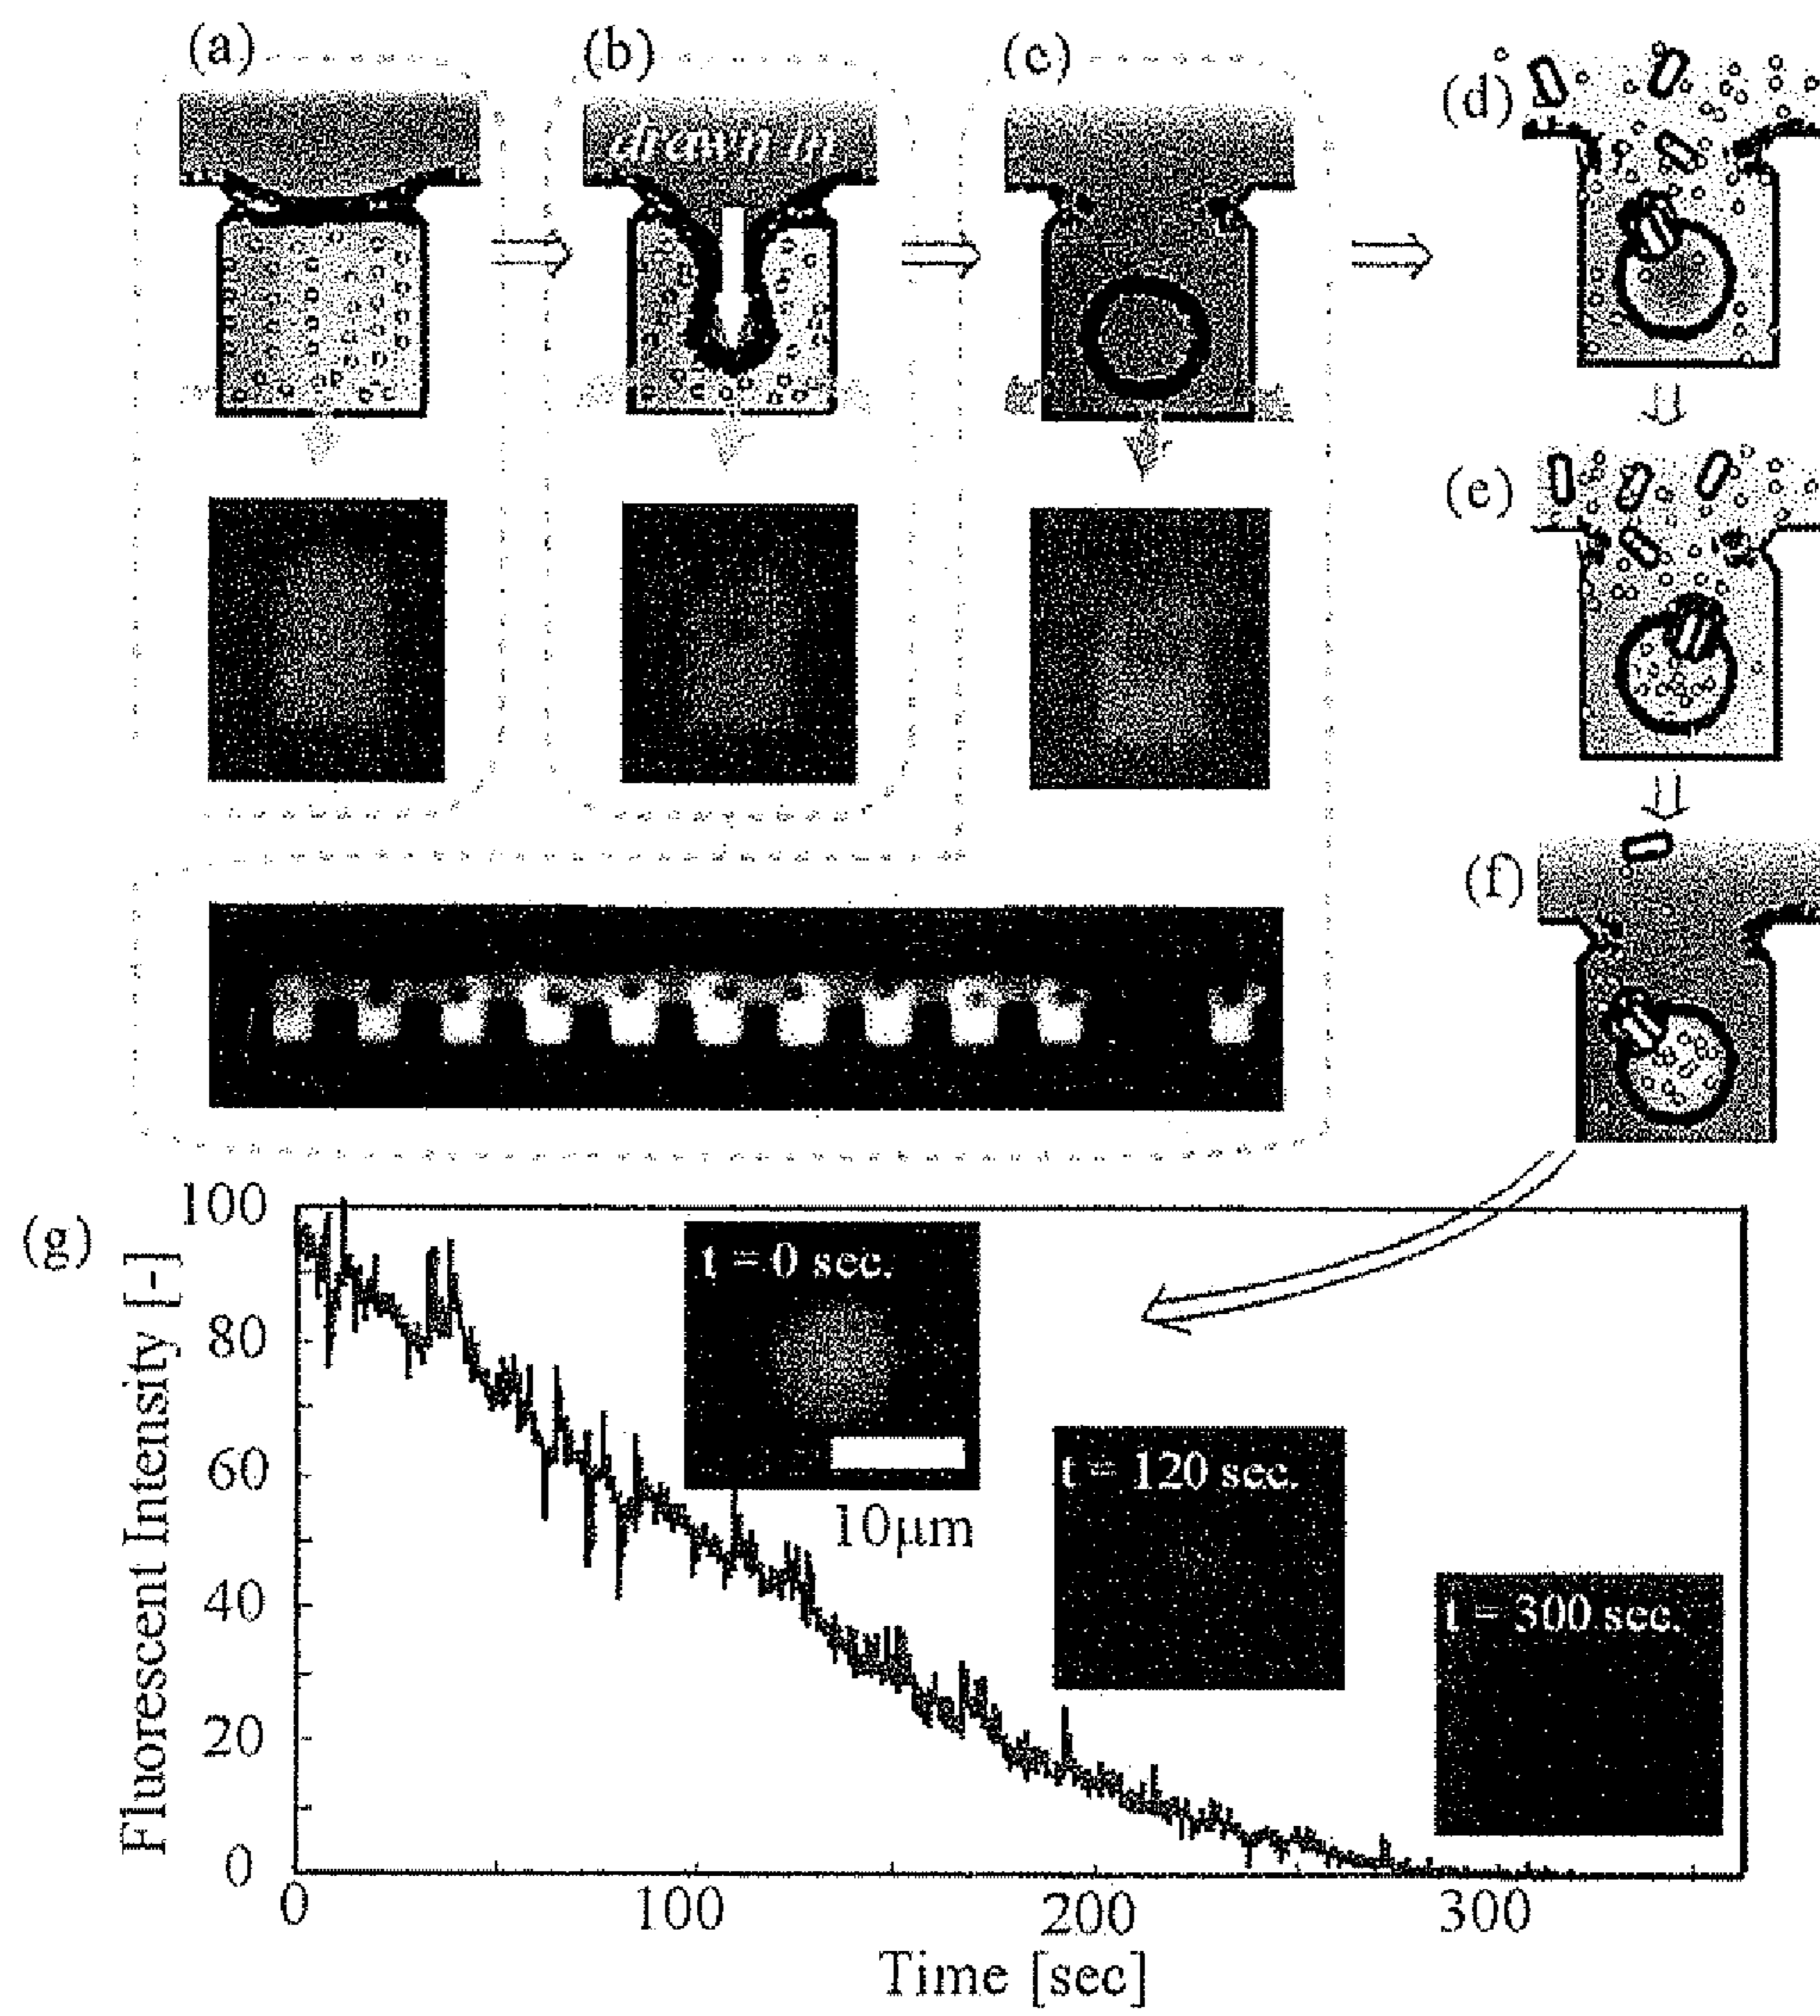 (a)
(b)
(c)
(d)
drawn in
(e)
(f)
(g)
Fluorescent Intensity [-]
100
80
60
40
20
0
t = 0 sec.
10μm
t = 120 sec.
t = 300 sec.
0
100
200
300
Time [sec]